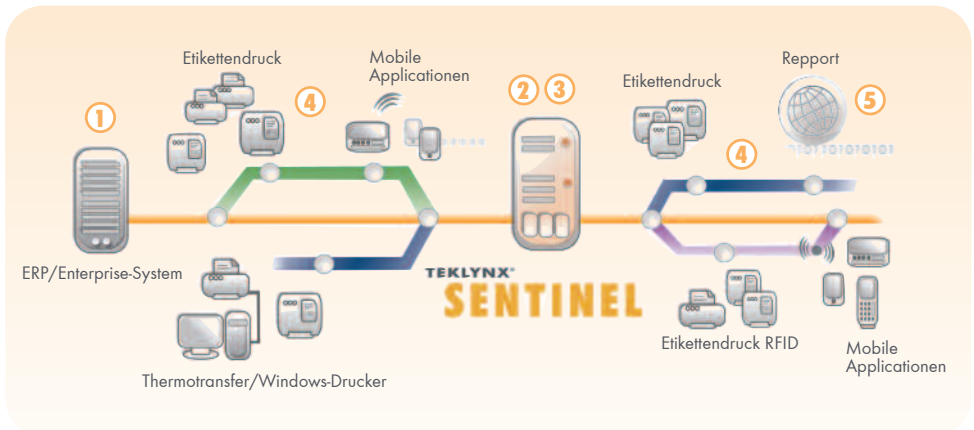 Etikettendruck
4
Mobile
Applicationen
1
2 3
Etikettendruck
Repport
5
4
ERP/Enterprise-System
TEKLYNX®
SENTINEL
Etikettendruck RFID
Mobile
Applicationen
Thermotransfer/Windows-Drucker